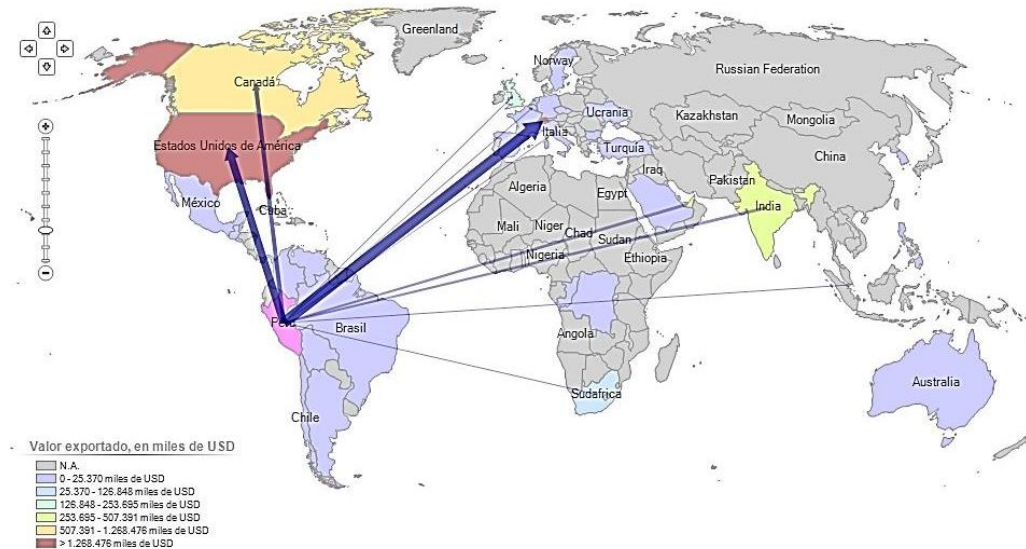 Greenland
Norway
Russian Federation
Canadá
Ucrania
Kazakhstan
Mongolia
Estados Unidos de América
Italia
Turquia
China
Iraq
Pakistan
México
Cuba
Algeria
Egypt
India
Mali
Niger
Chad
Sudan
Nigeria
Ethiopia
Perú
Brasil
Angola
Chile
Sudafrica
Australia
Valor exportado, en miles de USD
N.A.
0 - 25.370 miles de USD
25.370 - 126.848 miles de USD
126.848 - 253.695 miles de USD
253.695 - 507.391 miles de USD
507.391 - 1.268.476 miles de USD
> 1.268.476 miles de USD